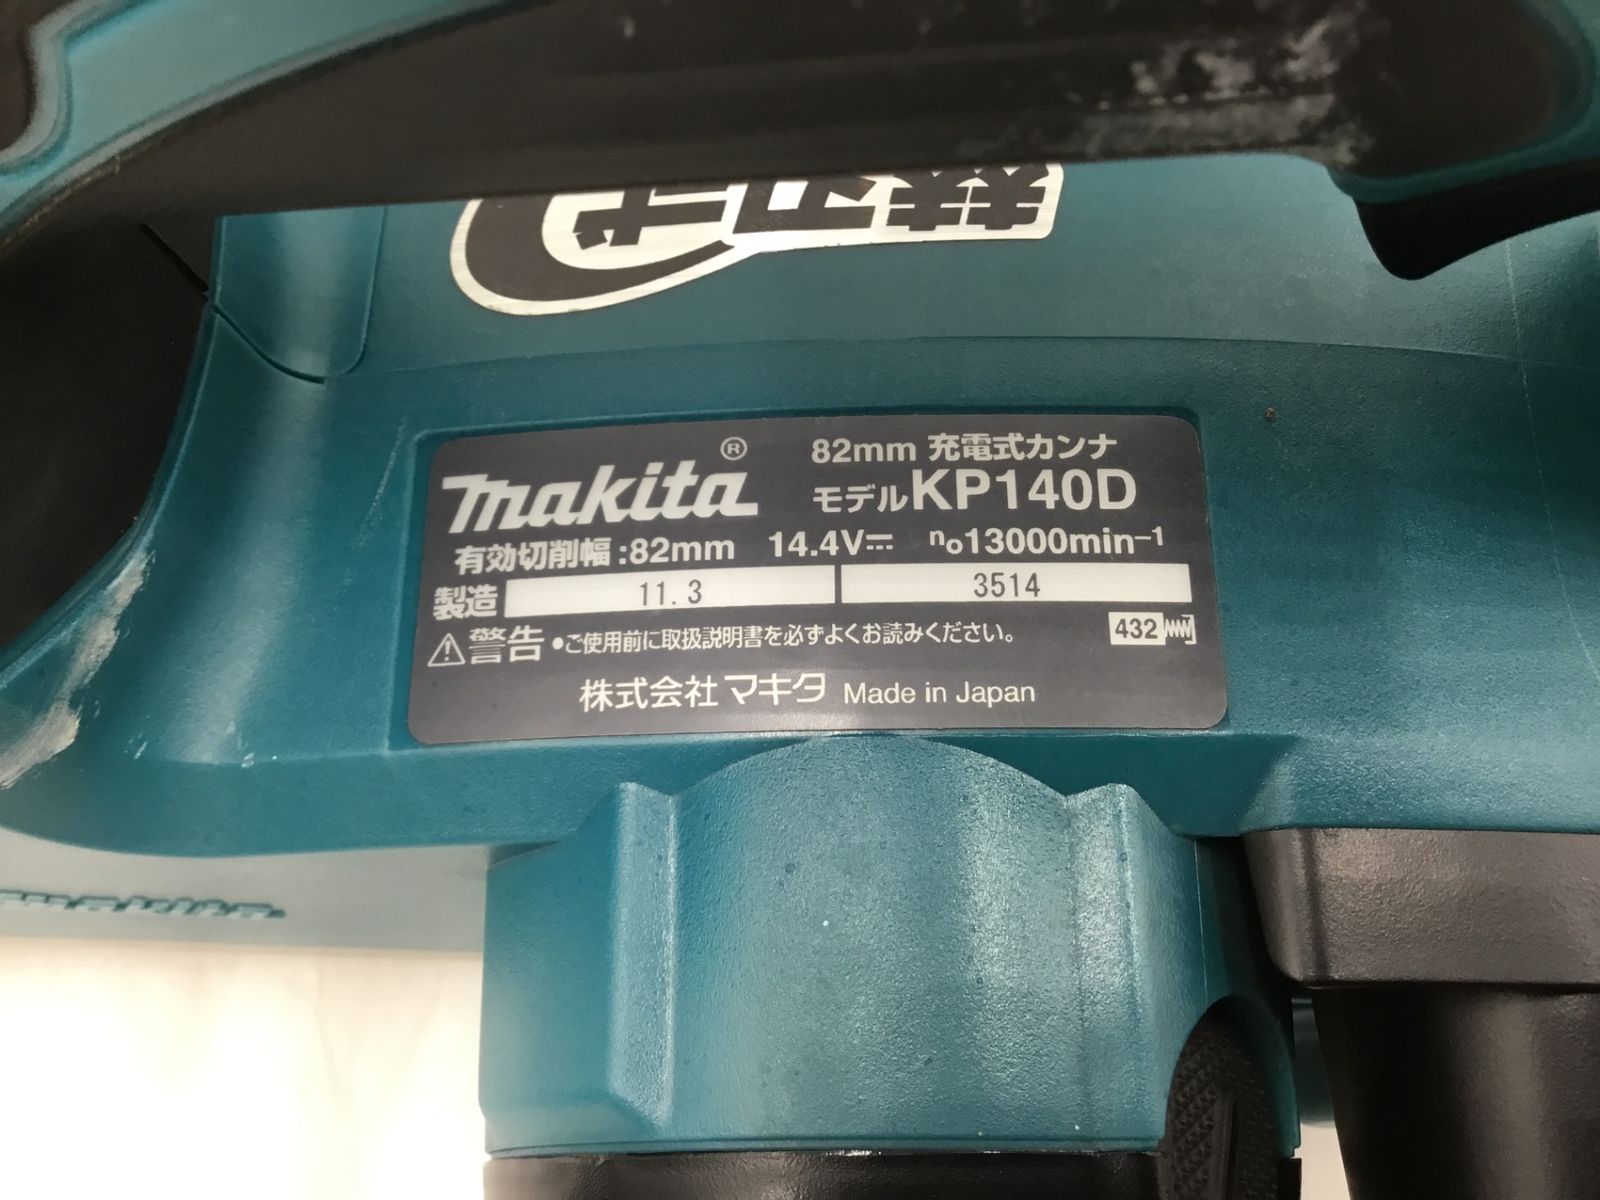 makita®
82mm 充電式カンナ
モデルKP140D
有効切削幅:82mm 14.4V n₀13000min⁻¹
製造 11.3 3514
警告 •ご使用前に取扱説明書を必ずよくお読みください。
432
株式会社マキタ Made in Japan
makita